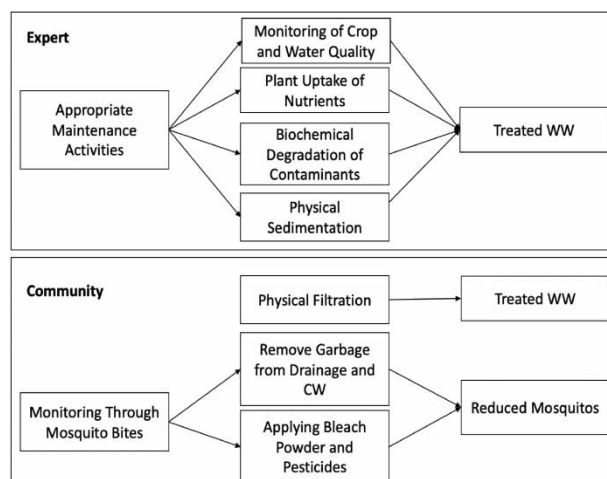 Expert
Monitoring of Crop
and Water Quality
Plant Uptake of
Nutrients
Appropriate
Maintenance
Activities
Biochemical
Degradation of
Contaminants
Treated WW
Physical
Sedimentation
Community
Physical Filtration
Treated WW
Remove Garbage
from Drainage and
CW
Monitoring Through
Mosquito Bites
Reduced Mosquitos
Applying Bleach
Powder and
Pesticides